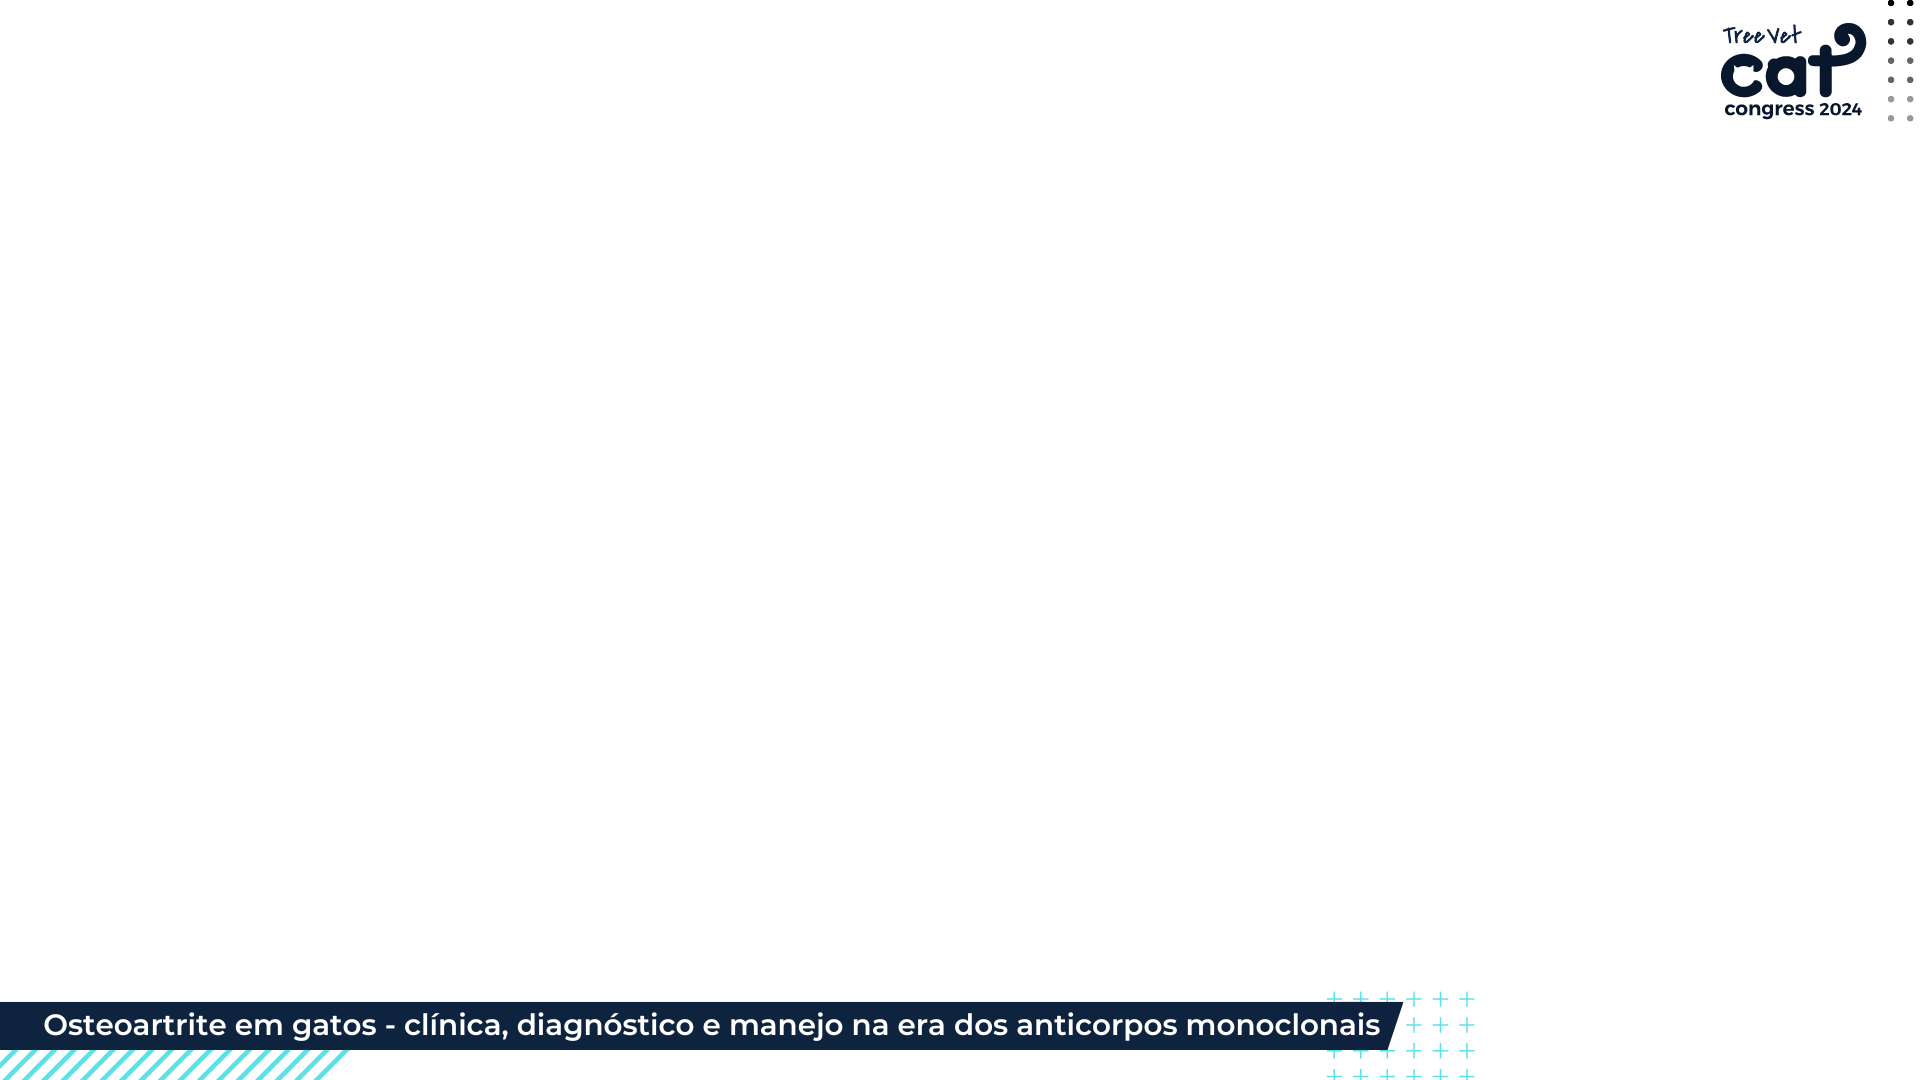 Tree Vet
cat
congress 2024
Osteoartrite em gatos - clínica, diagnóstico e manejo na era dos anticorpos monoclonais